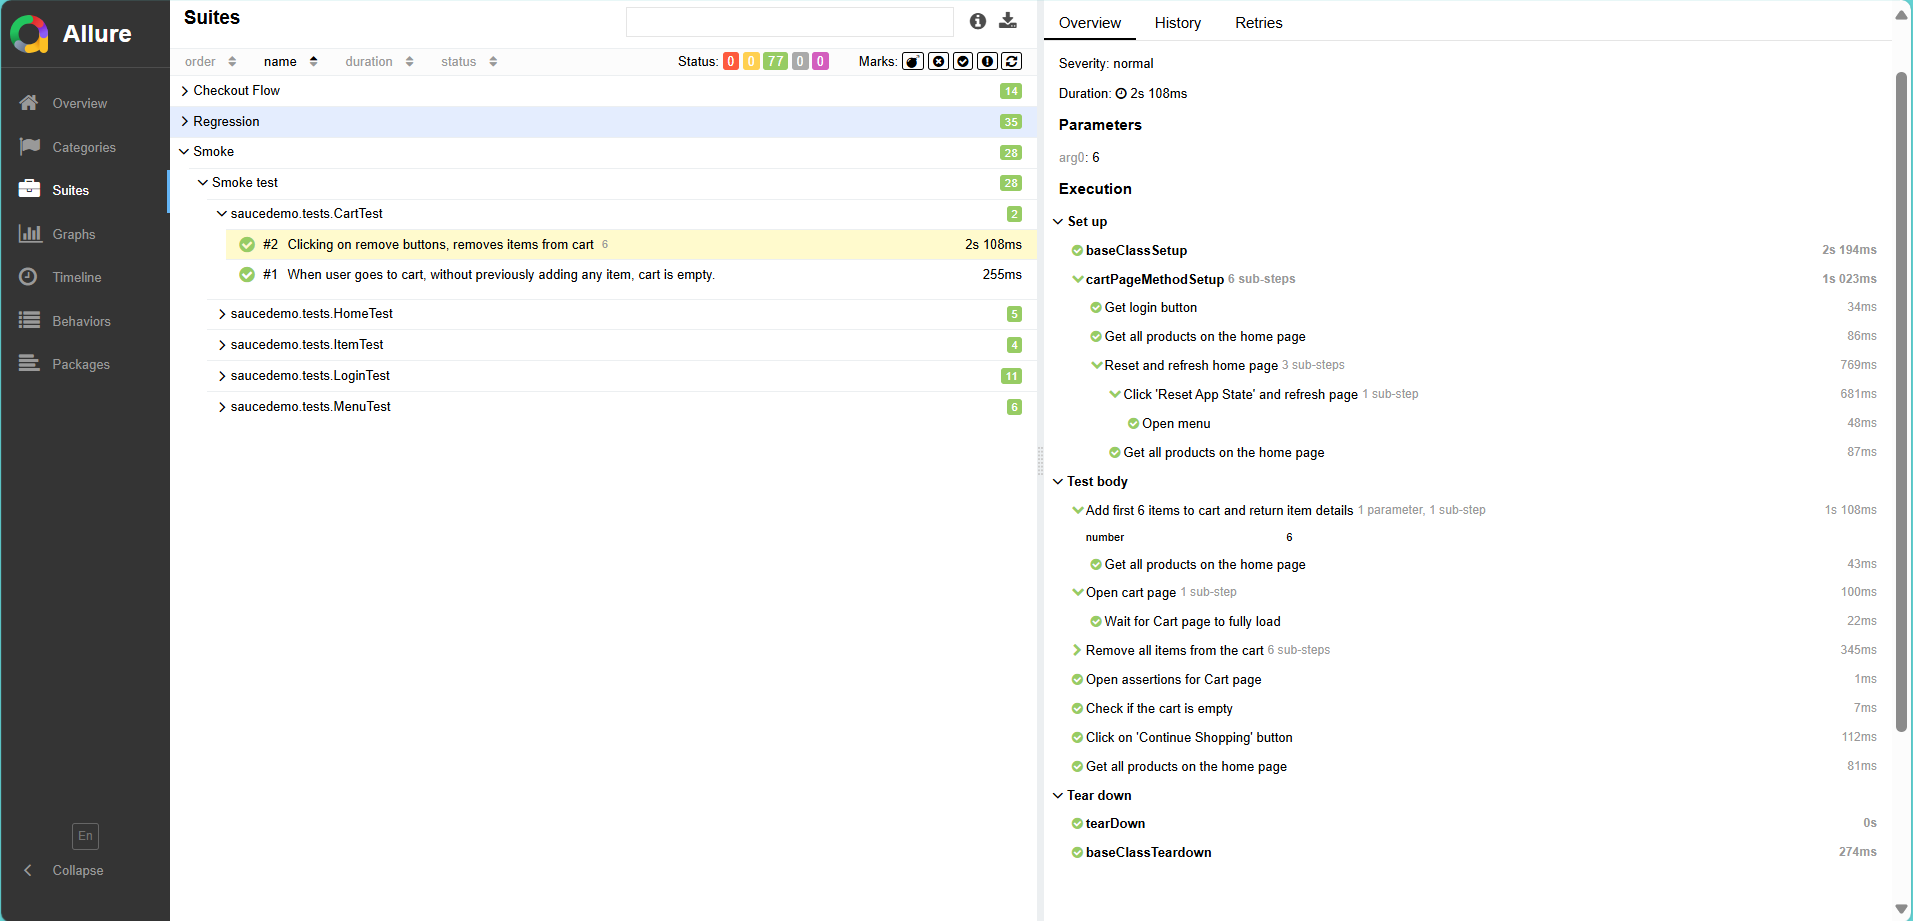 Allure
Overview
Categories
Suites
Graphs
Timeline
Behaviors
Packages
En
Collapse
Suites
order name duration status Status: 0 0 77 0 0 Marks:
Checkout Flow 14
Regression 35
Smoke 28
Smoke test 28
saucedemo.tests.CartTest 2
#2 Clicking on remove buttons, removes items from cart 6 2s 108ms
#1 When user goes to cart, without previously adding any item, cart is empty. 255ms
saucedemo.tests.HomeTest 5
saucedemo.tests.ItemTest 4
saucedemo.tests.LoginTest 11
saucedemo.tests.MenuTest 6
Overview History Retries
Severity: normal
Duration: 2s 108ms
Parameters
arg0: 6
Execution
Set up
baseClassSetup 2s 194ms
cartPageMethodSetup 6 sub-steps 1s 023ms
Get login button 34ms
Get all products on the home page 86ms
Reset and refresh home page 3 sub-steps 769ms
Click 'Reset App State' and refresh page 1 sub-step 681ms
Open menu 48ms
Get all products on the home page 87ms
Test body
Add first 6 items to cart and return item details 1 parameter, 1 sub-step 1s 108ms
number 6
Get all products on the home page 43ms
Open cart page 1 sub-step 100ms
Wait for Cart page to fully load 22ms
Remove all items from the cart 6 sub-steps 345ms
Open assertions for Cart page 1ms
Check if the cart is empty 7ms
Click on 'Continue Shopping' button 112ms
Get all products on the home page 81ms
Tear down
tearDown 0s
baseClassTeardown 274ms